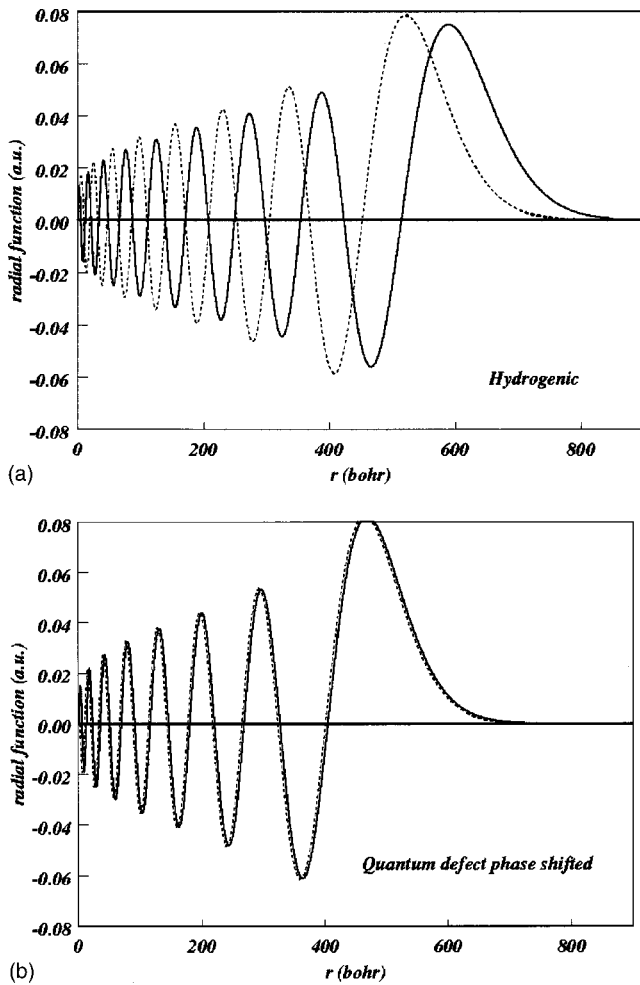 0.08
0.06
0.04
0.02
0.00
-0.02
-0.04
-0.06
-0.08
radial function (a.u.)
Hydrogenic
0 200 400 600 800
r (bohr)
(a)
0.08
0.06
0.04
0.02
0.00
-0.02
-0.04
-0.06
-0.08
radial function (a.u.)
Quantum defect phase shifted
0 200 400 600 800
r (bohr)
(b)